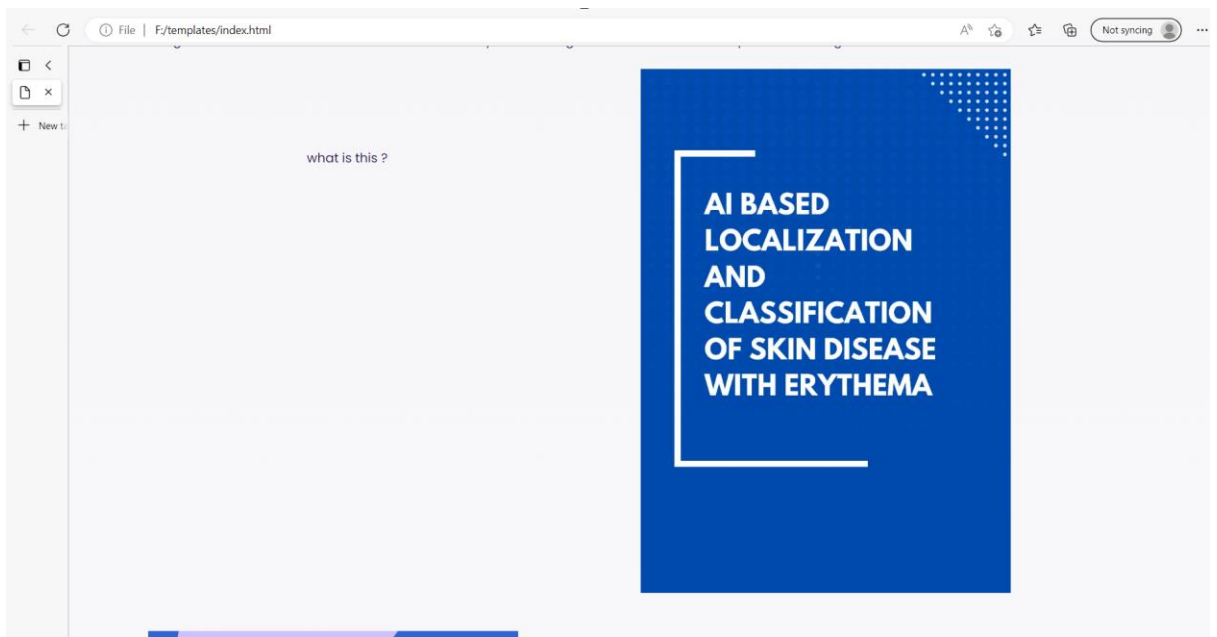 File | F:/templates/index.html
Not syncing
New ta
what is this ?
AI BASED
LOCALIZATION
AND
CLASSIFICATION
OF SKIN DISEASE
WITH ERYTHEMA